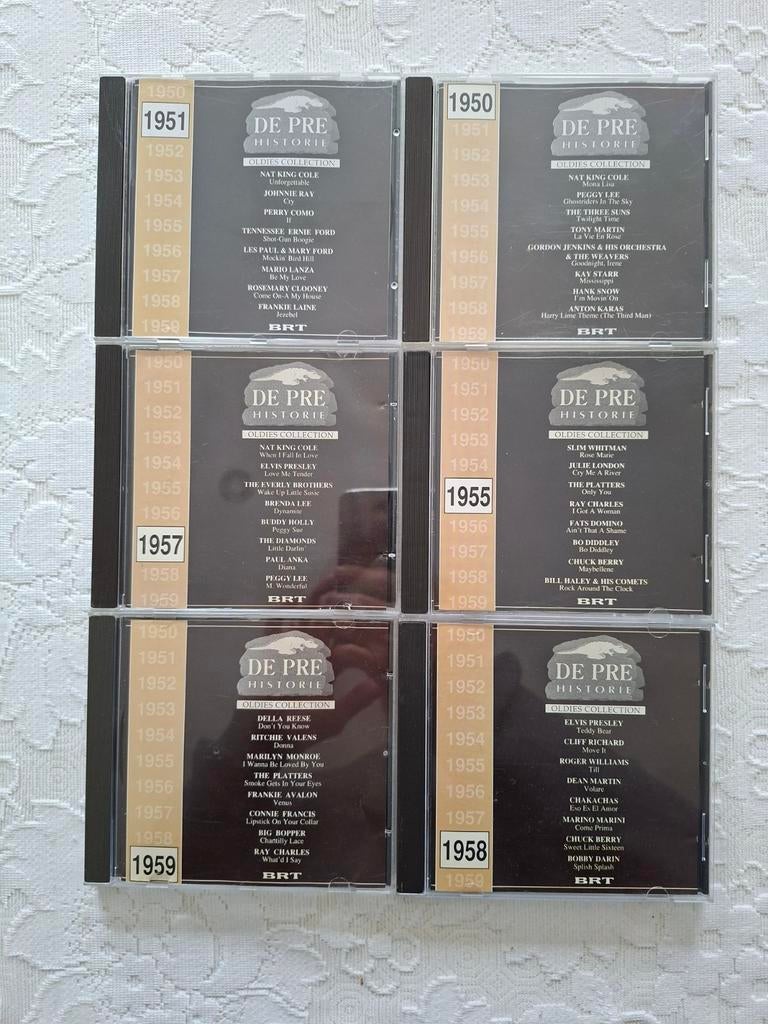 1950
1951
1952
1953
1954
1955
1956
1957
1958
1959
DE PRE
HISTORIE
OLDIES COLLECTION
NAT KING COLE
Unforgettable
JOHNNIE RAY
Cry
PERRY COMO
If
TENNESSEE ERNIE FORD
Shot-Gun Boogie
LES PAUL & MARY FORD
Mockin' Bird Hill
MARIO LANZA
Be My Love
ROSEMARY CLOONEY
Come On-A My House
FRANKIE LAINE
Jezebel
BRT
1950
1951
1952
1953
1954
1955
1956
1957
1958
1959
DE PRE
HISTORIE
OLDIES COLLECTION
NAT KING COLE
Mona Lisa
PEGGY LEE
Ghostriders In The Sky
THE THREE SUNS
Twilight Time
TONY MARTIN
La Vie En Rose
GORDON JENKINS & HIS ORCHESTRA
& THE WEAVERS
Goodnight, Irene
KAY STARR
Mississippi
HANK SNOW
I'm Movin' On
ANTON KARAS
Harry Lime Theme (The Third Man)
BRT
1950
1951
1952
1953
1954
1955
1956
1957
1958
1959
DE PRE
HISTORIE
OLDIES COLLECTION
NAT KING COLE
When I Fall In Love
ELVIS PRESLEY
Love Me Tender
THE EVERLY BROTHERS
Wake Up Little Susie
BRENDA LEE
Dynamite
BUDDY HOLLY
Peggy Sue
THE DIAMONDS
Little Darlin'
PAUL ANKA
Diana
PEGGY LEE
M. Wonderful
BRT
1950
1951
1952
1953
1954
1955
1956
1957
1958
1959
DE PRE
HISTORIE
OLDIES COLLECTION
SLIM WHITMAN
Rose Marie
JULIE LONDON
Cry Me A River
THE PLATTERS
Only You
RAY CHARLES
I Got A Woman
FATS DOMINO
Ain't That A Shame
BO DIDDLEY
Bo Diddley
CHUCK BERRY
Maybellene
BILL HALEY & HIS COMETS
Rock Around The Clock
BRT
1950
1951
1952
1953
1954
1955
1956
1957
1958
1959
DE PRE
HISTORIE
OLDIES COLLECTION
DELLA REESE
Don't You Know
RITCHIE VALENS
Donna
MARILYN MONROE
I Wanna Be Loved By You
THE PLATTERS
Smoke Gets In Your Eyes
FRANKIE AVALON
Venus
CONNIE FRANCIS
Lipstick On Your Collar
BIG BOPPER
Chantilly Lace
RAY CHARLES
What'd I Say
BRT
1950
1951
1952
1953
1954
1955
1956
1957
1958
1959
DE PRE
HISTORIE
OLDIES COLLECTION
ELVIS PRESLEY
Teddy Bear
CLIFF RICHARD
Move It
ROGER WILLIAMS
Till
DEAN MARTIN
Volare
CHAKACHAS
Eso Es El Amor
MARINO MARINI
Come Prima
CHUCK BERRY
Sweet Little Sixteen
BOBBY DARIN
Splish Splash
BRT